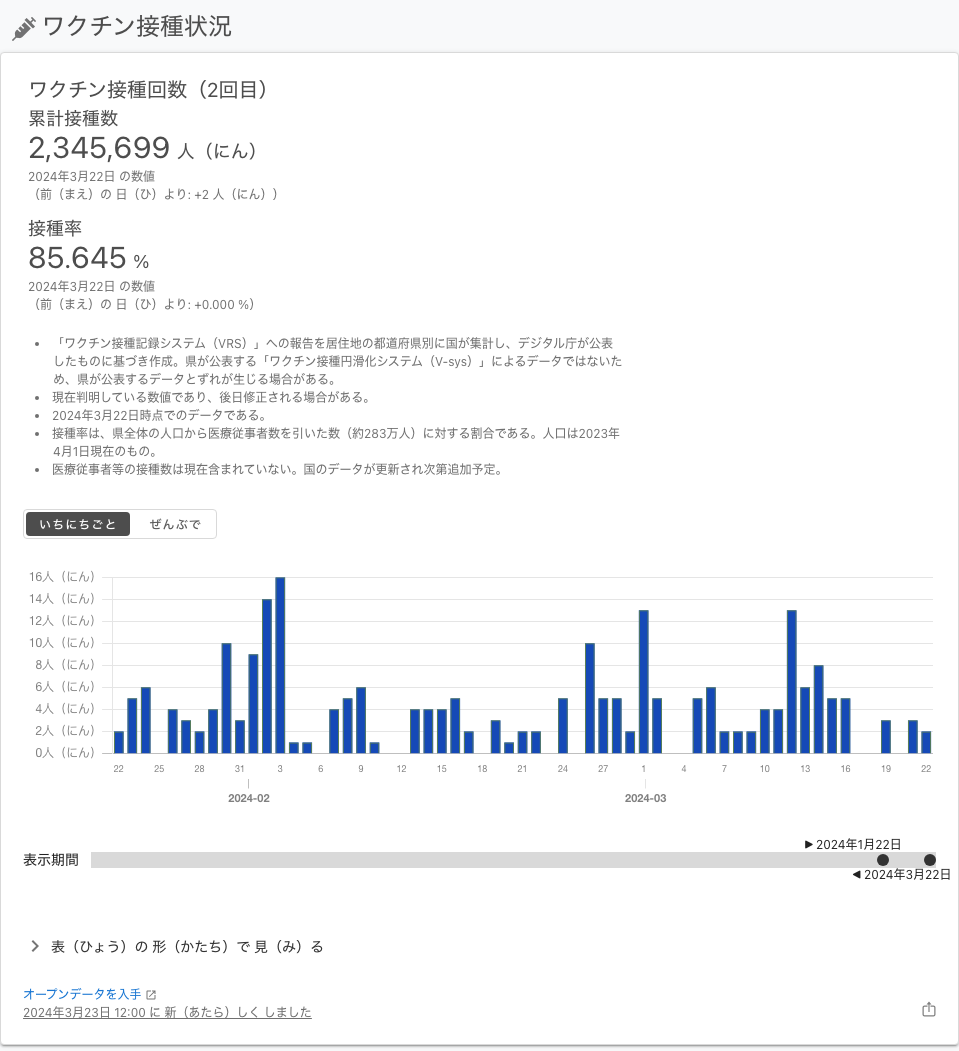 ワクチン接種状況
ワクチン接種回数（2回目）
累計接種数
2,345,699 人（にん）
2024年3月22日 の数値
（前（まえ）の 日（ひ）より: +2 人（にん））
接種率
85.645 %
2024年3月22日 の数値
（前（まえ）の 日（ひ）より: +0.000 %）
• 「ワクチン接種記録システム（VRS）」への報告を居住地の都道府県別に国が集計し、デジタル庁が公表
したものに基づき作成。県が公表する「ワクチン接種円滑化システム（V-sys）」によるデータではないた
め、県が公表するデータとずれが生じる場合がある。
• 現在判明している数値であり、後日修正される場合がある。
• 2024年3月22日時点でのデータである。
• 接種率は、県全体の人口から医療従事者数を引いた数（約283万人）に対する割合である。人口は2023年
4月1日現在のもの。
• 医療従事者等の接種数は現在含まれていない。国のデータが更新され次第追加予定。
いちにちごと ぜんぶで
16人（にん）
14人（にん）
12人（にん）
10人（にん）
8人（にん）
6人（にん）
4人（にん）
2人（にん）
0人（にん）
22 25 28 31 3 6 9 12 15 18 21 24 27 1 4 7 10 13 16 19 22
2024-02 2024-03
2024年1月22日
表示期間
2024年3月22日
表（ひょう）の 形（かたち）で 見（み）る
オープンデータを入手
2024年3月23日 12:00 に 新（あたら）しく しました